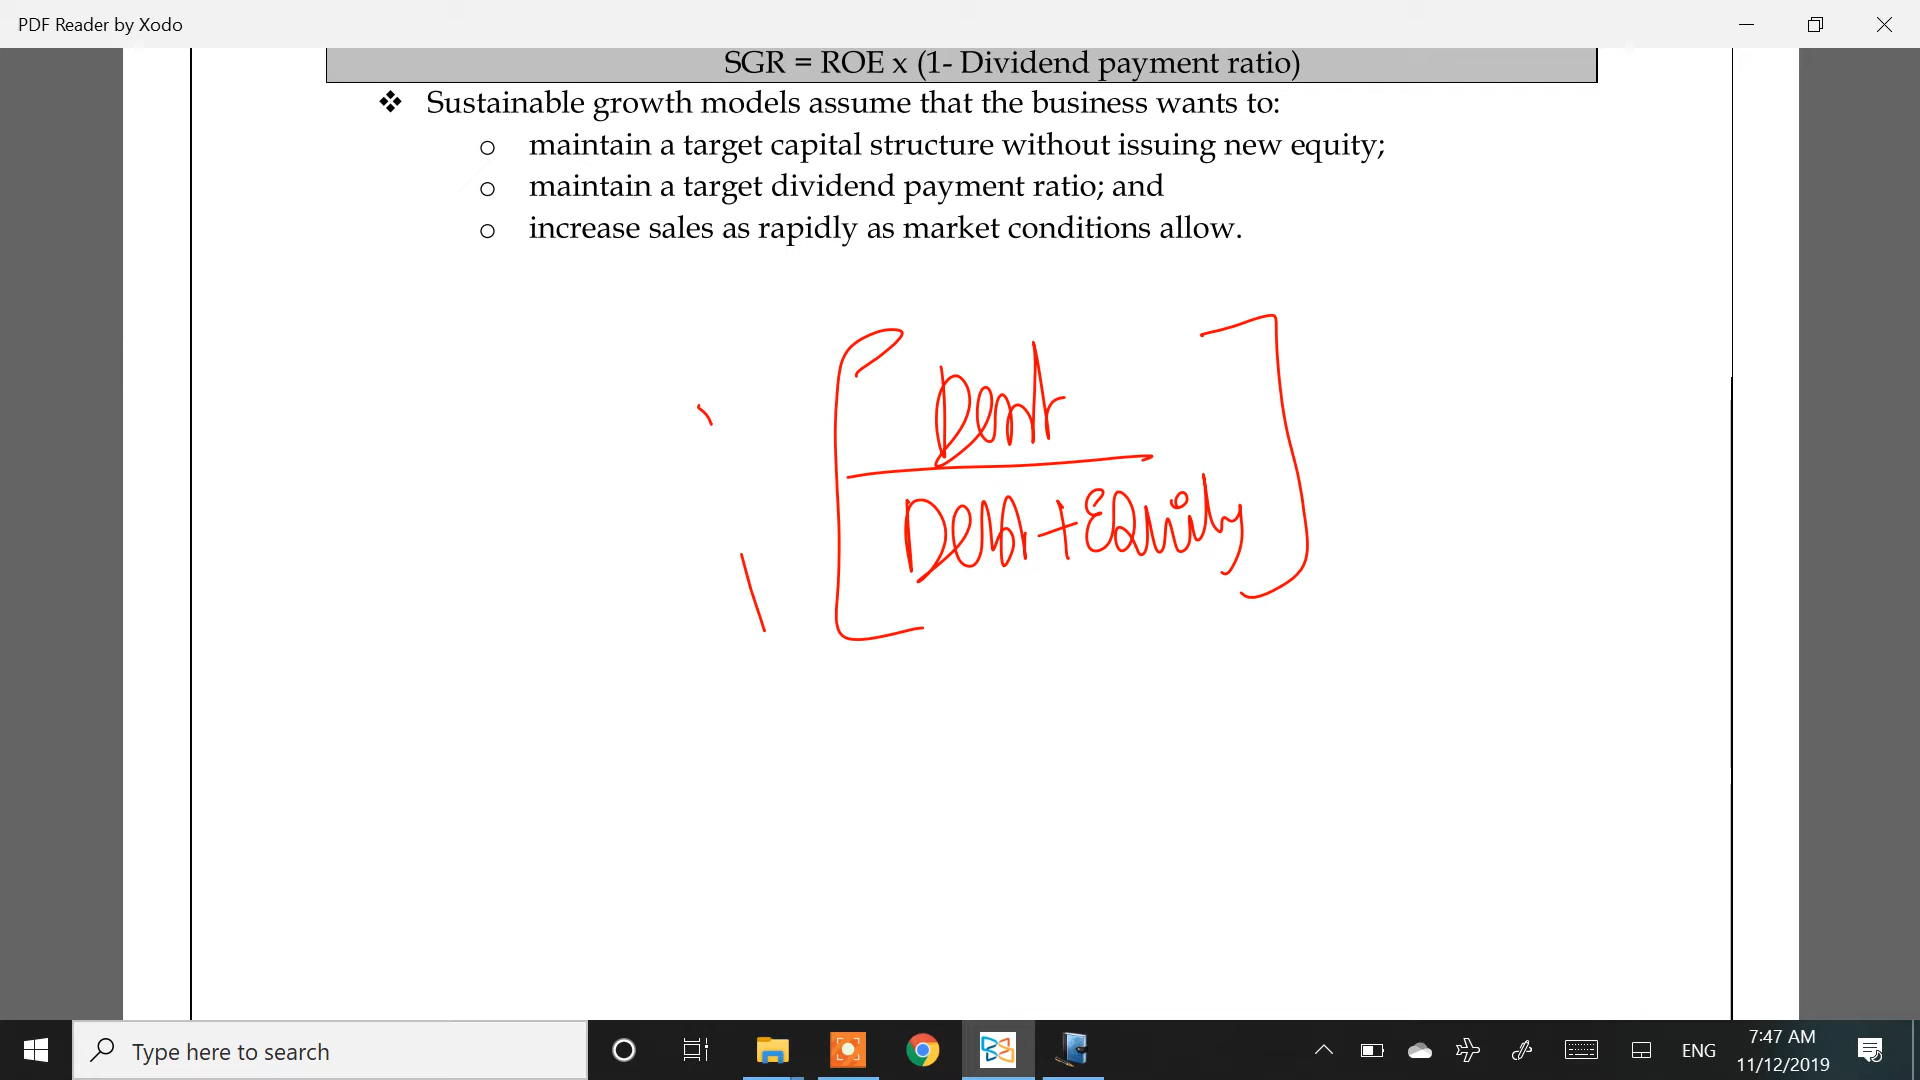 PDF Reader by Xodo
SGR = ROE x (1- Dividend payment ratio)
❖ Sustainable growth models assume that the business wants to:
o maintain a target capital structure without issuing new equity;
o maintain a target dividend payment ratio; and
o increase sales as rapidly as market conditions allow.
Debt
Debt + Equity
Type here to search
ENG
7:47 AM
11/12/2019